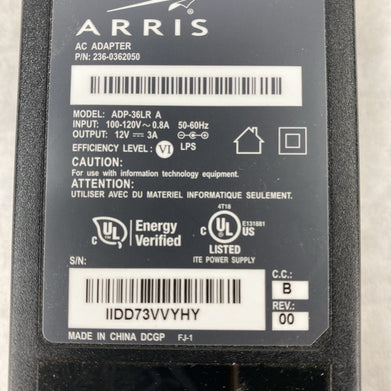 ARRIS
AC ADAPTER
P/N: 236-0362050
MODEL: ADP-36LR A
INPUT: 100-120V~0.8A 50-60Hz
OUTPUT: 12V ⎓ 3A
EFFICIENCY LEVEL: VI LPS
CAUTION:
For use with information technology equipment.
ATTENTION:
UTILISER AVEC DU MATERIEL INFORMATIQUE SEULEMENT.
c UL ® Energy Verified
4T18
c UL US ® E131881
LISTED
ITE POWER SUPPLY
S/N:
IIDD73VVYHY
C.C.:
B
REV.:
00
MADE IN CHINA DCGP FJ-1